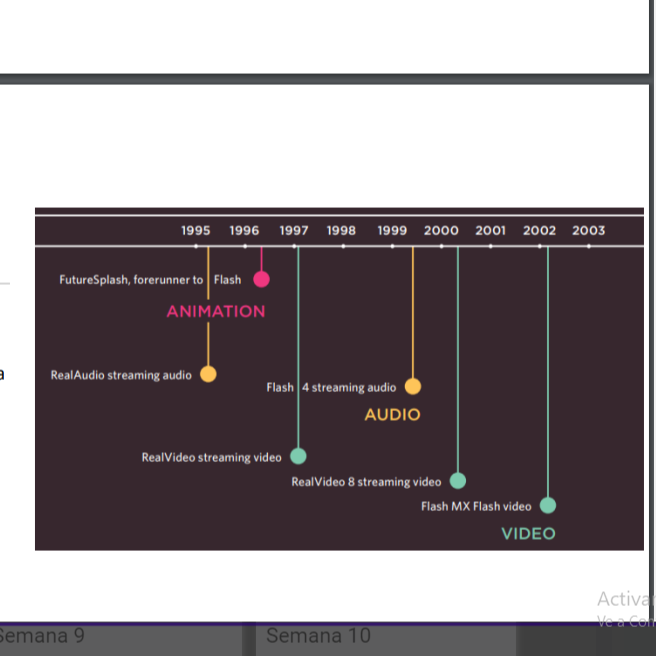 1995 1996 1997 1998 1999 2000 2001 2002 2003
FutureSplash, forerunner to Flash
ANIMATION
a
RealAudio streaming audio
Flash 4 streaming audio
AUDIO
RealVideo streaming video
RealVideo 8 streaming video
Flash MX Flash video
VIDEO
Activa
Ve a Con
Semana 9
Semana 10